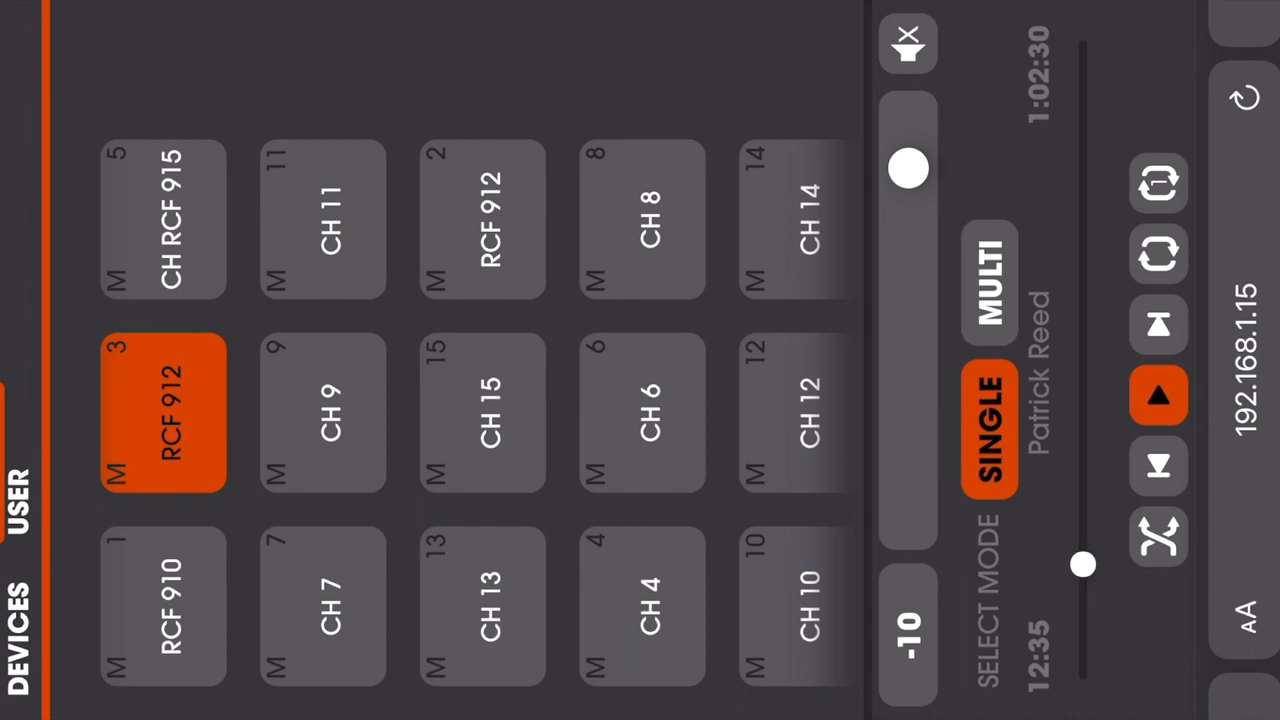 DEVICES USER
M 1 M 3 M 5
RCF 910 RCF 912 CH RCF 915
M 7 M 9 M 11
CH 7 CH 9 CH 11
M 13 M 15 M 2
CH 13 CH 15 RCF 912
M 4 M 6 M 8
CH 4 CH 6 CH 8
M 10 M 12 M 14
CH 10 CH 12 CH 14
-10
SELECT MODE SINGLE MULTI
12:35 Patrick Reed 1:02:30
1
AA 192.168.1.15